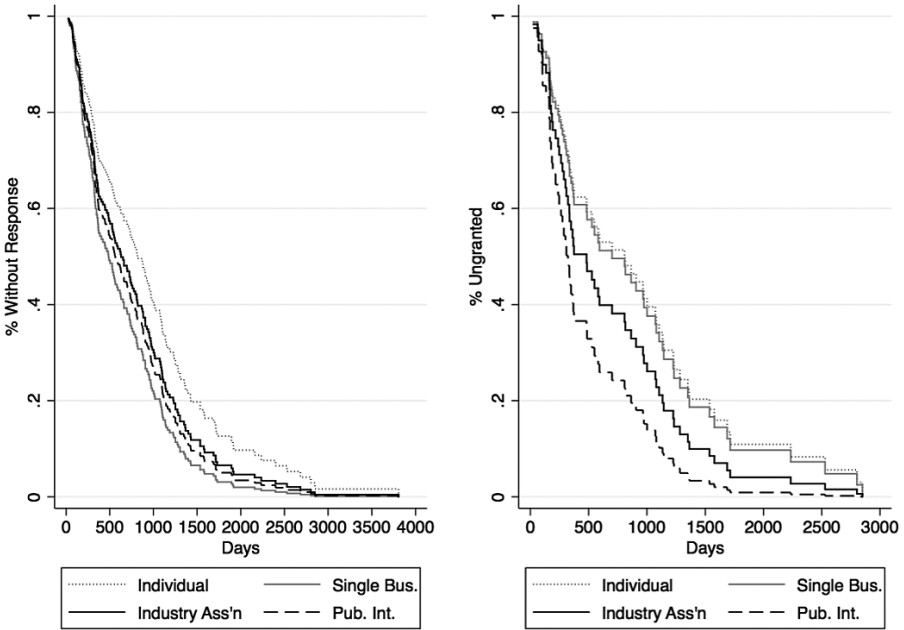 % Without Response
1
.8
.6
.4
.2
0
0 500 1000 1500 2000 2500 3000 3500 4000
Days
Individual Single Bus.
Industry Ass'n Pub. Int.
% Ungranted
1
.8
.6
.4
.2
0
0 500 1000 1500 2000 2500 3000
Days
Individual Single Bus.
Industry Ass'n Pub. Int.